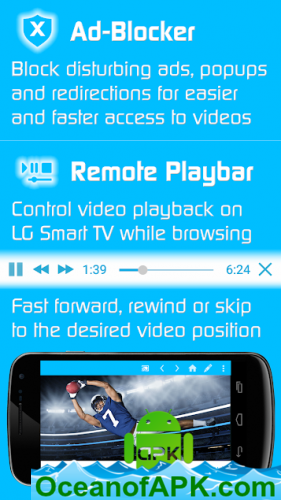 X Ad-Blocker
Block disturbing ads, popups
and redirections for easier
and faster access to videos
Remote Playbar
Control video playback on
LG Smart TV while browsing
1:39
6:24
Fast forward, rewind or skip
to the desired video position
7
APK
OceanofAPK.com